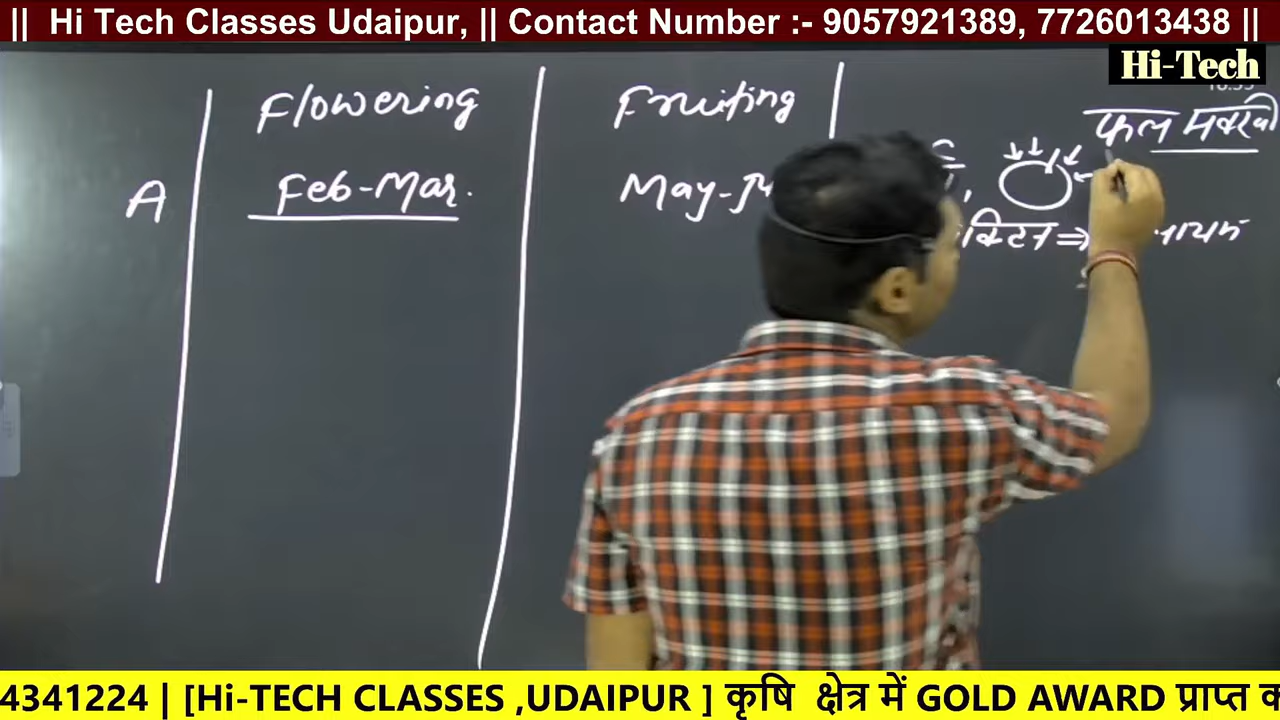 || Hi Tech Classes Udaipur, || Contact Number :- 9057921389, 7726013438 ||
Hi-Tech
Flowering Fruiting
फल मक्खी
A Feb-Mar. May-
4341224 | [Hi-TECH CLASSES ,UDAIPUR ] कृषि क्षेत्र में GOLD AWARD प्राप्त